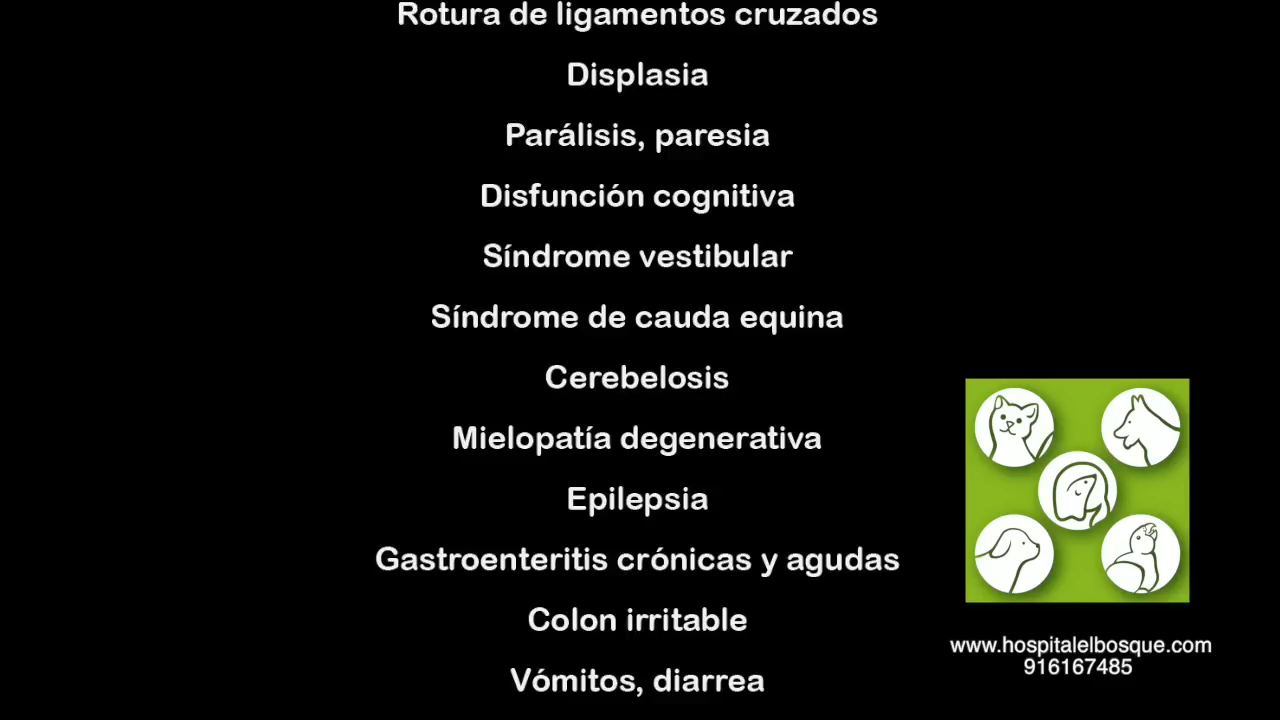 Rotura de ligamentos cruzados
Displasia
Parálisis, paresia
Disfunción cognitiva
Síndrome vestibular
Síndrome de cauda equina
Cerebelosis
Mielopatía degenerativa
Epilepsia
Gastroenteritis crónicas y agudas
Colon irritable
Vómitos, diarrea
www.hospitalelbosque.com
916167485